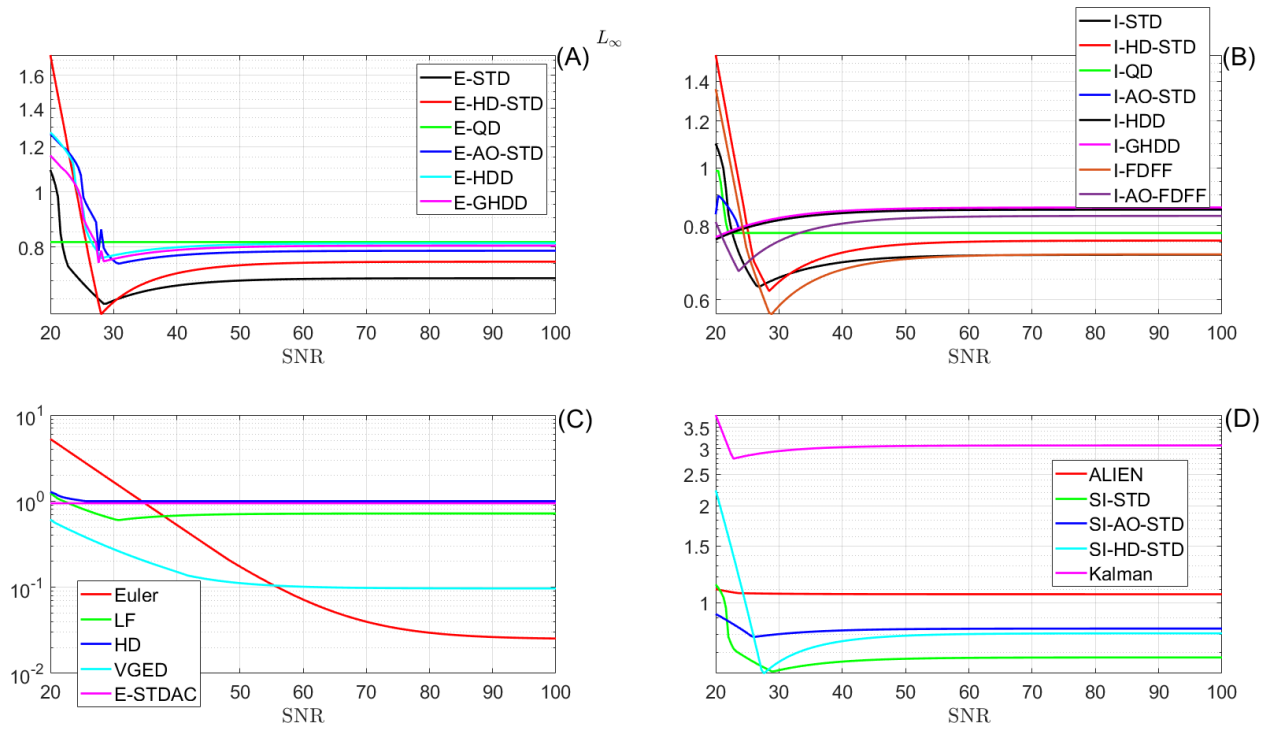 L∞
(A)
1.6
1.4
1.2
1
0.8
E-STD
E-HD-STD
E-QD
E-AO-STD
E-HDD
E-GHDD
20 30 40 50 60 70 80 90 100
SNR
(B)
1.4
1.2
1
0.8
0.6
I-STD
I-HD-STD
I-QD
I-AO-STD
I-HDD
I-GHDD
I-FDFF
I-AO-FDFF
20 30 40 50 60 70 80 90 100
SNR
(C)
10^1
10^0
10^-1
10^-2
Euler
LF
HD
VGED
E-STDAC
20 30 40 50 60 70 80 90 100
SNR
(D)
3.5
3
2.5
2
1.5
1
ALIEN
SI-STD
SI-AO-STD
SI-HD-STD
Kalman
20 30 40 50 60 70 80 90 100
SNR